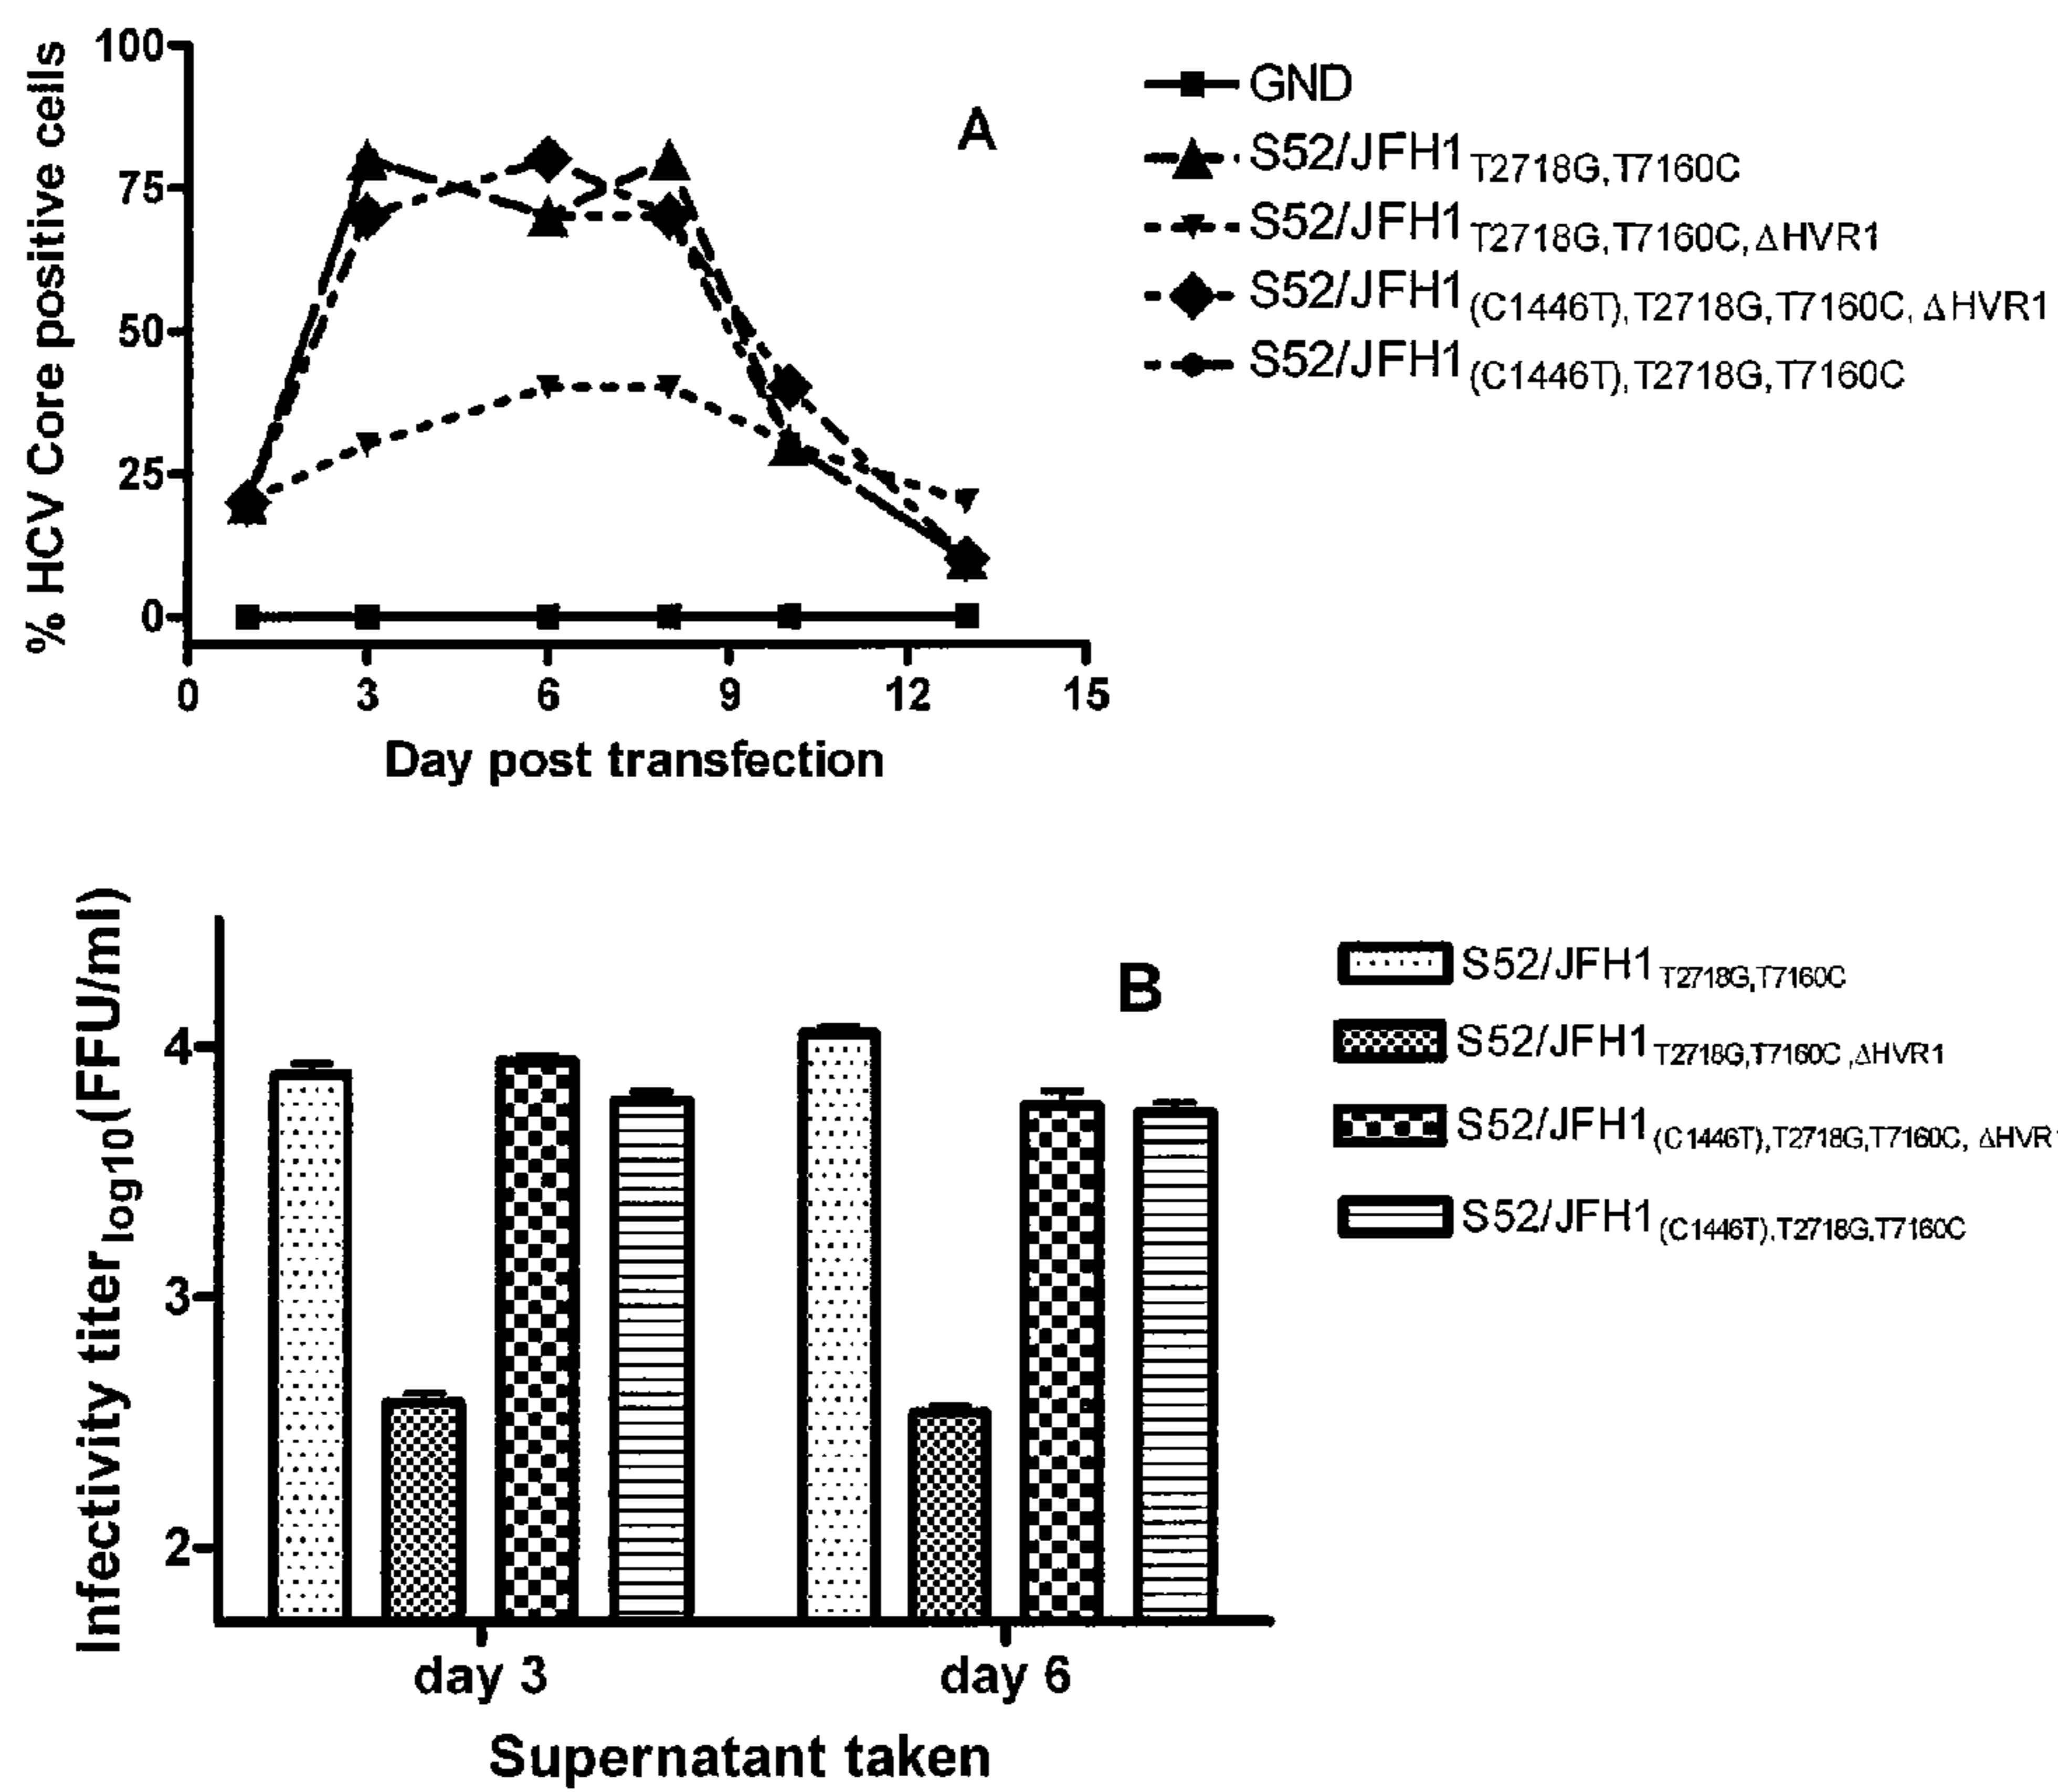 % HCV Core positive cells
100
75
50
25
0
0 3 6 9 12 15
Day post transfection
A
GND
S52/JFH1 T2718G,T7160C
S52/JFH1 T2718G,T7160C,ΔHVR1
S52/JFH1 (C1446T),T2718G,T7160C, ΔHVR1
S52/JFH1 (C1446T),T2718G,T7160C
Infectivity titer log10(FFU/ml)
4
3
2
day 3 day 6
Supernatant taken
B
S52/JFH1 T2718G,T7160C
S52/JFH1 T2718G,T7160C ,ΔHVR1
S52/JFH1 (C1446T),T2718G,T7160C, ΔHVR1
S52/JFH1 (C1446T),T2718G,T7160C